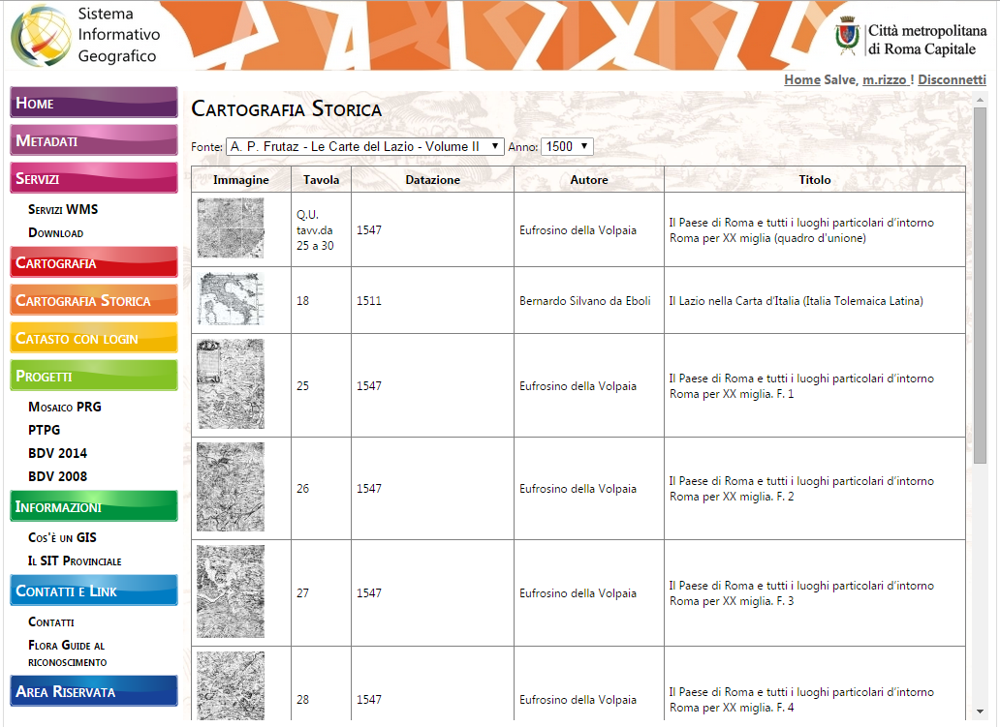 Sistema
Informativo
Geografico
Città metropolitana
di Roma Capitale
Home Salve, m.rizzo ! Disconnetti
Home
Metadati
Servizi
Servizi WMS
Download
Cartografia
Cartografia Storica
Catasto con login
Progetti
Mosaico PRG
PTPG
BDV 2014
BDV 2008
Informazioni
Cos'è un GIS
Il SIT Provinciale
Contatti e Link
Contatti
Flora Guide al
riconoscimento
Area Riservata
Cartografia Storica
Fonte: A. P. Frutaz - Le Carte del Lazio - Volume II Anno: 1500
Immagine Tavola Datazione Autore Titolo
Q.U.
tavv.da
25 a 30
1547
Eufrosino della Volpaia
Il Paese di Roma e tutti i luoghi particolari d'intorno
Roma per XX miglia (quadro d'unione)
18 1511 Bernardo Silvano da Eboli Il Lazio nella Carta d'Italia (Italia Tolemaica Latina)
25 1547 Eufrosino della Volpaia
Il Paese di Roma e tutti i luoghi particolari d'intorno
Roma per XX miglia. F. 1
26 1547 Eufrosino della Volpaia
Il Paese di Roma e tutti i luoghi particolari d'intorno
Roma per XX miglia. F. 2
27 1547 Eufrosino della Volpaia
Il Paese di Roma e tutti i luoghi particolari d'intorno
Roma per XX miglia. F. 3
28 1547 Eufrosino della Volpaia
Il Paese di Roma e tutti i luoghi particolari d'intorno
Roma per XX miglia. F. 4